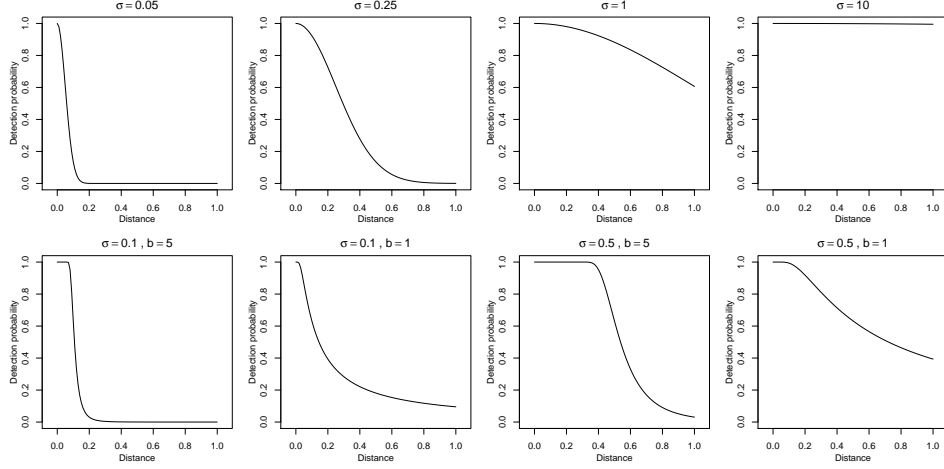 σ = 0.05
Detection probability
0.0 0.2 0.4 0.6 0.8 1.0
0.0 0.2 0.4 0.6 0.8 1.0
Distance
σ = 0.25
Detection probability
0.0 0.2 0.4 0.6 0.8 1.0
0.0 0.2 0.4 0.6 0.8 1.0
Distance
σ = 1
Detection probability
0.0 0.2 0.4 0.6 0.8 1.0
0.0 0.2 0.4 0.6 0.8 1.0
Distance
σ = 10
Detection probability
0.0 0.2 0.4 0.6 0.8 1.0
0.0 0.2 0.4 0.6 0.8 1.0
Distance
σ = 0.1 , b = 5
Detection probability
0.0 0.2 0.4 0.6 0.8 1.0
0.0 0.2 0.4 0.6 0.8 1.0
Distance
σ = 0.1 , b = 1
Detection probability
0.0 0.2 0.4 0.6 0.8 1.0
0.0 0.2 0.4 0.6 0.8 1.0
Distance
σ = 0.5 , b = 5
Detection probability
0.0 0.2 0.4 0.6 0.8 1.0
0.0 0.2 0.4 0.6 0.8 1.0
Distance
σ = 0.5 , b = 1
Detection probability
0.0 0.2 0.4 0.6 0.8 1.0
0.0 0.2 0.4 0.6 0.8 1.0
Distance